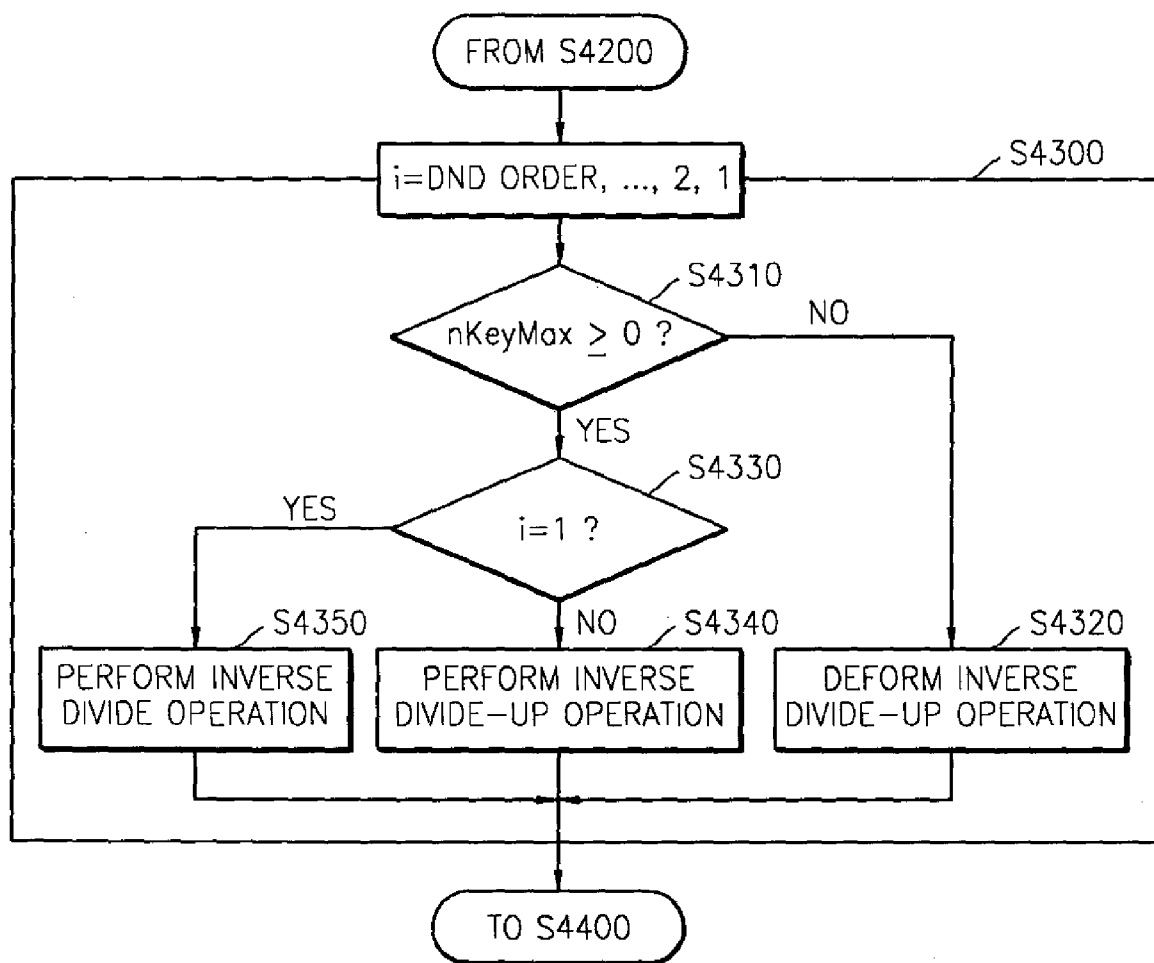 FROM S4200
i=DND ORDER, ..., 2, 1
S4300
S4310
nKeyMax ≥ 0 ?
NO
YES
S4330
YES
i=1 ?
NO
S4350
S4340
S4320
PERFORM INVERSE
DIVIDE OPERATION
PERFORM INVERSE
DIVIDE-UP OPERATION
DEFORM INVERSE
DIVIDE-UP OPERATION
TO S4400